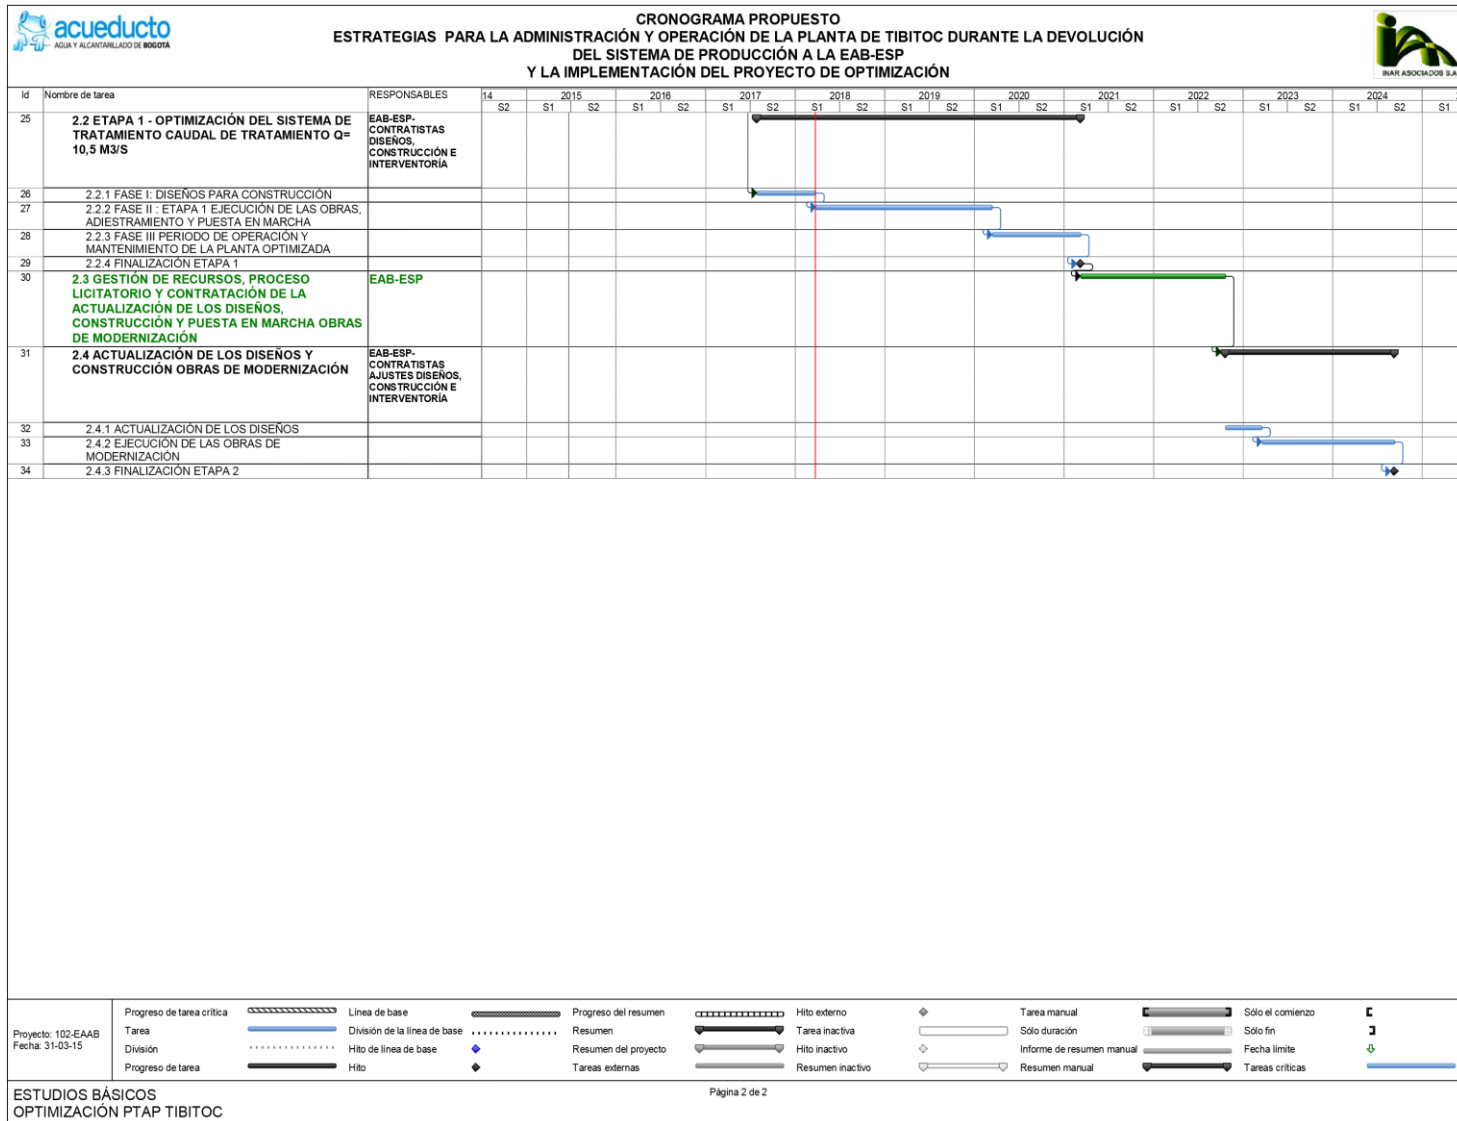 acueducto
AGUA Y ALCANTARILLADO DE BOGOTÁ
CRONOGRAMA PROPUESTO
ESTRATEGIAS PARA LA ADMINISTRACIÓN Y OPERACIÓN DE LA PLANTA DE TIBITOC DURANTE LA DEVOLUCIÓN
DEL SISTEMA DE PRODUCCIÓN A LA EAB-ESP
Y LA IMPLEMENTACIÓN DEL PROYECTO DE OPTIMIZACIÓN
INAR ASOCIADOS S.A
Id Nombre de tarea RESPONSABLES 14 2015 2016 2017 2018 2019 2020 2021 2022 2023 2024
S2 S1 S2 S1 S2 S1 S2 S1 S2 S1 S2 S1 S2 S1 S2 S1 S2 S1 S2 S1 S2 S1
25 2.2 ETAPA 1 - OPTIMIZACIÓN DEL SISTEMA DE
TRATAMIENTO CAUDAL DE TRATAMIENTO Q=
10,5 M3/S
EAB-ESP-
CONTRATISTAS
DISEÑOS,
CONSTRUCCIÓN E
INTERVENTORÍA
26 2.2.1 FASE I: DISEÑOS PARA CONSTRUCCIÓN
27 2.2.2 FASE II : ETAPA 1 EJECUCIÓN DE LAS OBRAS,
ADIESTRAMIENTO Y PUESTA EN MARCHA
28 2.2.3 FASE III PERIODO DE OPERACIÓN Y
MANTENIMIENTO DE LA PLANTA OPTIMIZADA
29 2.2.4 FINALIZACIÓN ETAPA 1
30 2.3 GESTIÓN DE RECURSOS, PROCESO
LICITATORIO Y CONTRATACIÓN DE LA
ACTUALIZACIÓN DE LOS DISEÑOS,
CONSTRUCCIÓN Y PUESTA EN MARCHA OBRAS
DE MODERNIZACIÓN
EAB-ESP
31 2.4 ACTUALIZACIÓN DE LOS DISEÑOS Y
CONSTRUCCIÓN OBRAS DE MODERNIZACIÓN
EAB-ESP-
CONTRATISTAS
AJUSTES DISEÑOS,
CONSTRUCCIÓN E
INTERVENTORÍA
32 2.4.1 ACTUALIZACIÓN DE LOS DISEÑOS
33 2.4.2 EJECUCIÓN DE LAS OBRAS DE
MODERNIZACIÓN
34 2.4.3 FINALIZACIÓN ETAPA 2
Proyecto: 102-EAAB
Fecha: 31-03-15
Progreso de tarea crítica Línea de base Progreso del resumen Hito externo Tarea manual Sólo el comienzo
Tarea División de la línea de base Resumen Tarea inactiva Sólo duración Sólo fin
División Hito de línea de base Resumen del proyecto Hito inactivo Informe de resumen manual Fecha límite
Progreso de tarea Hito Tareas externas Resumen inactivo Resumen manual Tareas críticas
ESTUDIOS BÁSICOS
OPTIMIZACIÓN PTAP TIBITOC
Página 2 de 2